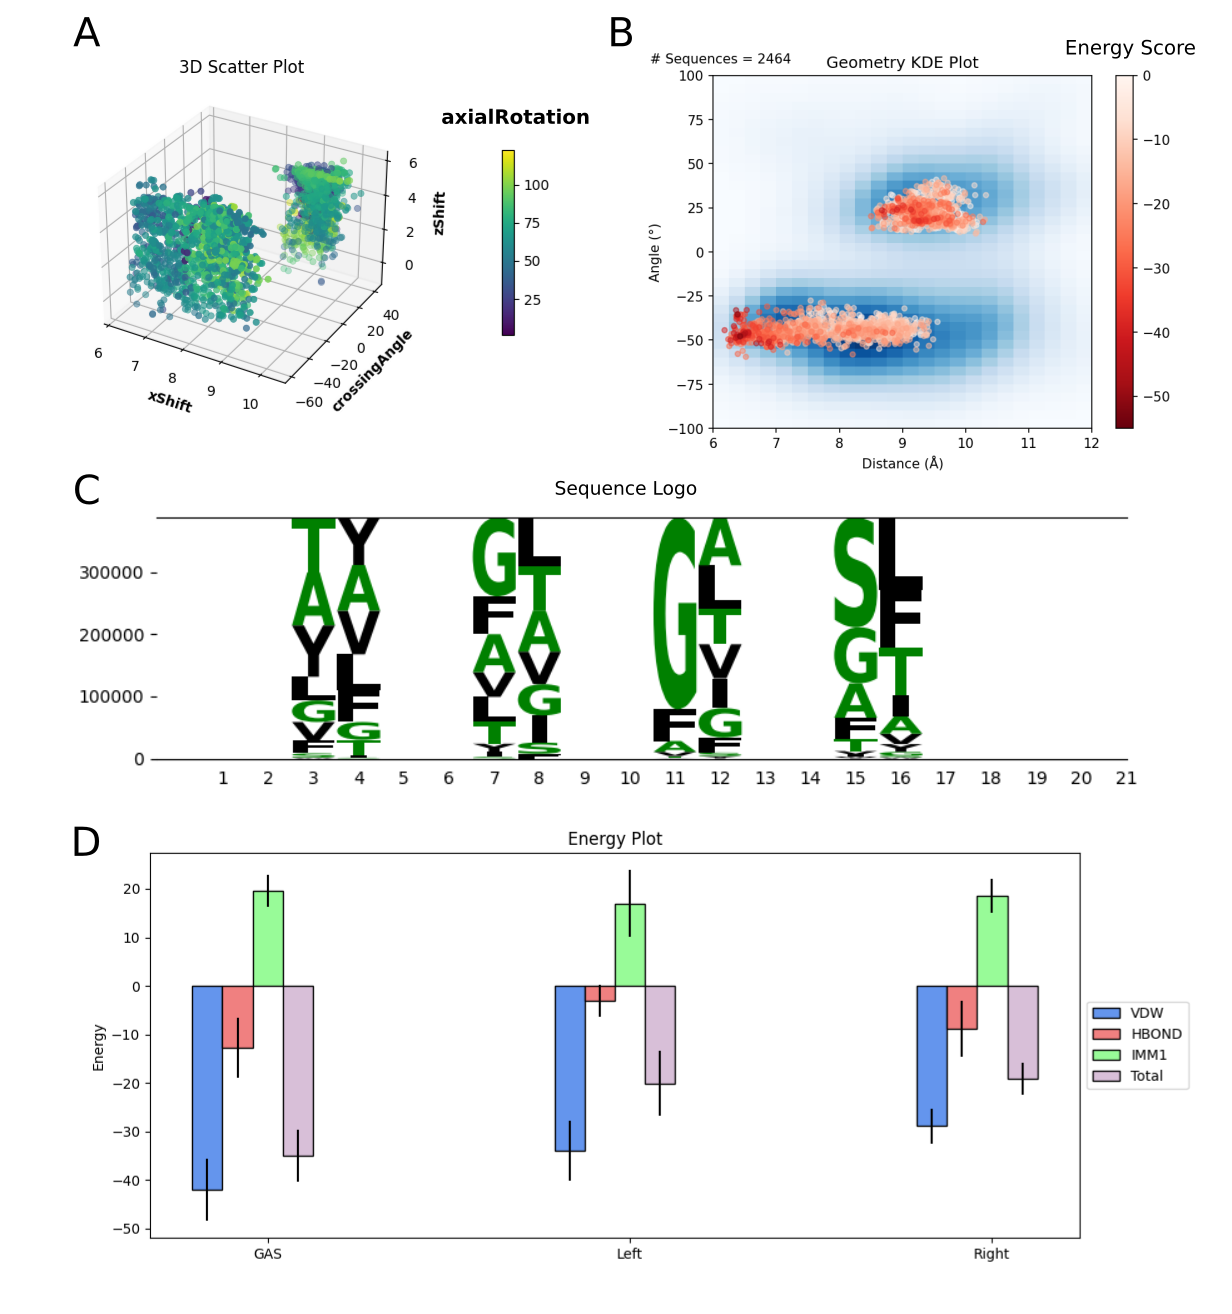 A
3D Scatter Plot
axialRotation
100
75
50
25
6
4
2
0
zShift
40
20
0
−20
−40
−60
crossingAngle
6
7
8
9
10
xShift
B
# Sequences = 2464
Geometry KDE Plot
Energy Score
100
75
50
25
0
−25
−50
−75
−100
Angle (°)
6 7 8 9 10 11 12
Distance (Å)
0
−10
−20
−30
−40
−50
C
Sequence Logo
300000
200000
100000
0
T A Y L G V F
Y A V L F G T
G F A V L T Y
L T A V G I S
G F A
A L T V I G F
S G A F T
L F T I A V Y
1 2 3 4 5 6 7 8 9 10 11 12 13 14 15 16 17 18 19 20 21
D
Energy Plot
20
10
0
−10
−20
−30
−40
−50
Energy
GAS Left Right
VDW
HBOND
IMM1
Total